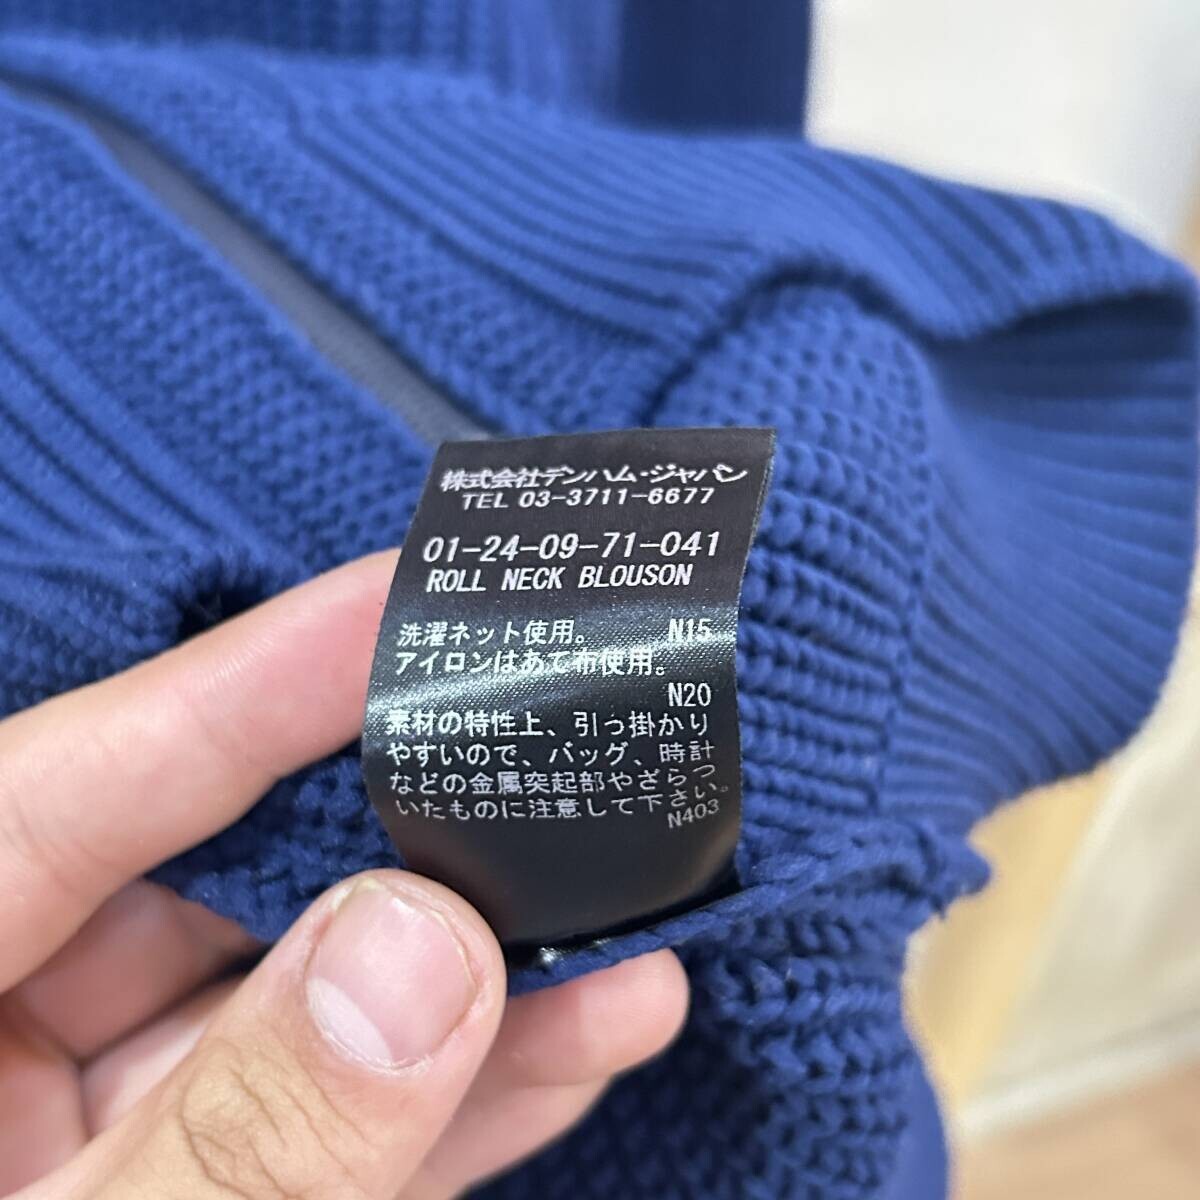 株式会社デンハム・ジャパン
TEL 03-3711-6677
01-24-09-71-041
ROLL NECK BLOUSON
洗濯ネット使用。 N15
アイロンはあて布使用。
N20
素材の特性上、引っ掛かり
やすいので、バッグ、時計
などの金属突起部やざらつ
いたものに注意して下さい。
N403